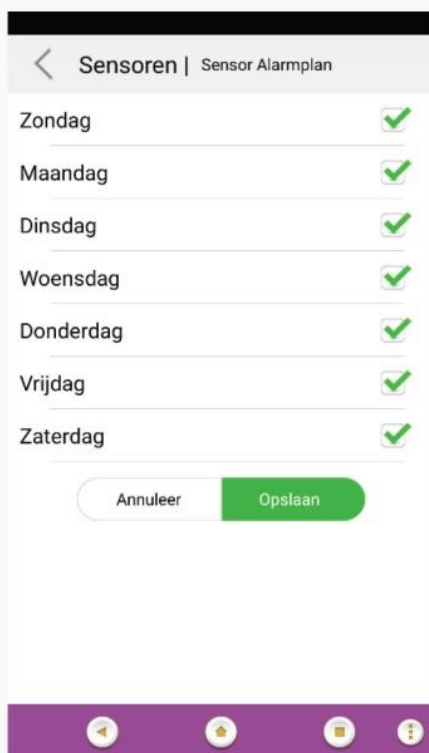 Sensoren | Sensor Alarmplan
Zondag
Maandag
Dinsdag
Woensdag
Donderdag
Vrijdag
Zaterdag
Annuleer Opslaan